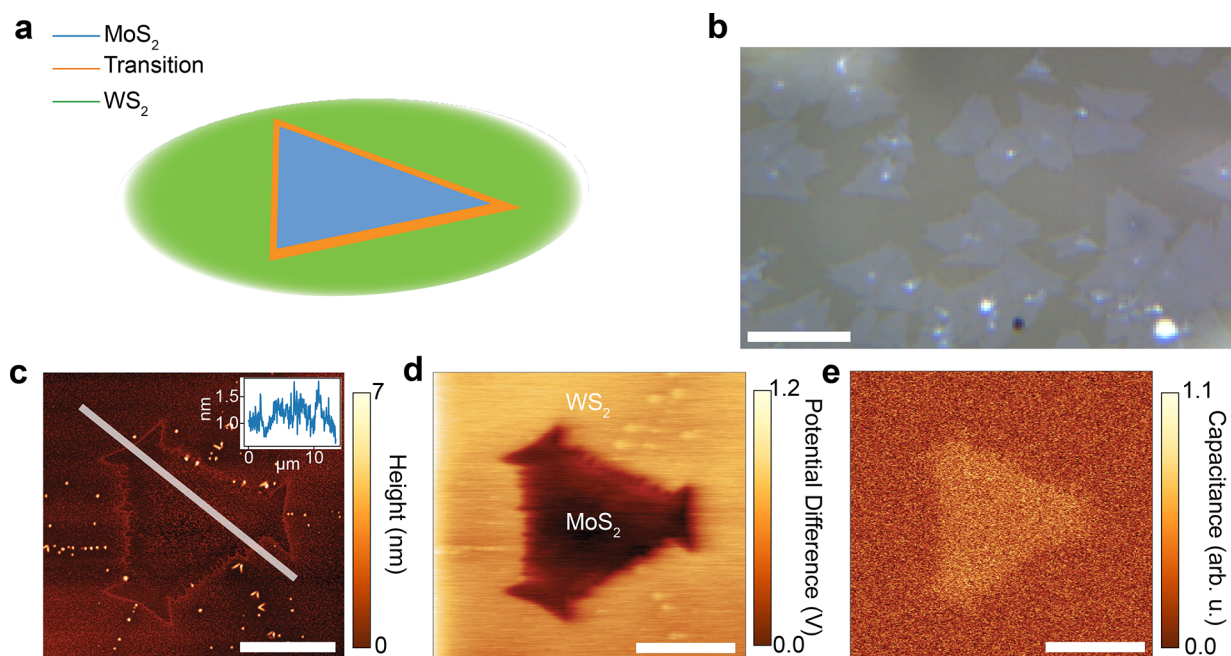 a
MoS₂
Transition
WS₂
b
c
nm
1.5
1.0
0
10
μm
7
0
Height (nm)
d
WS₂
MoS₂
1.2
0.0
Potential Difference (V)
e
1.1
0.0
Capacitance (arb. u.)